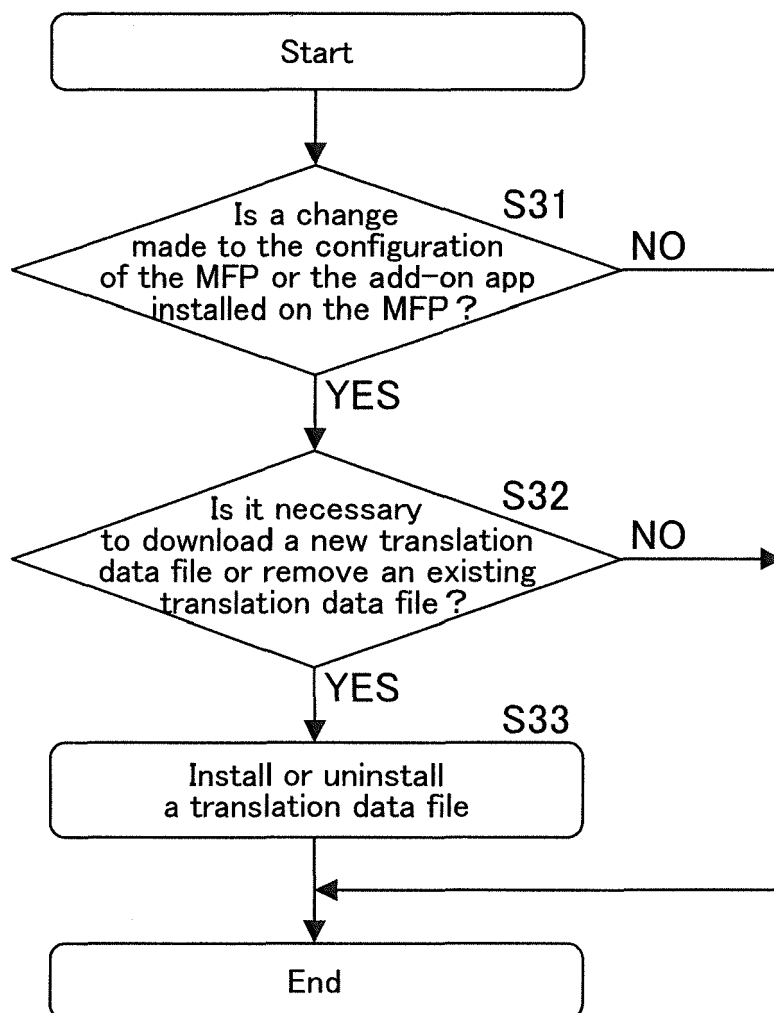 Start
S31
Is a change
made to the configuration
of the MFP or the add-on app
installed on the MFP?
NO
YES
S32
Is it necessary
to download a new translation
data file or remove an existing
translation data file?
NO
YES
S33
Install or uninstall
a translation data file
End